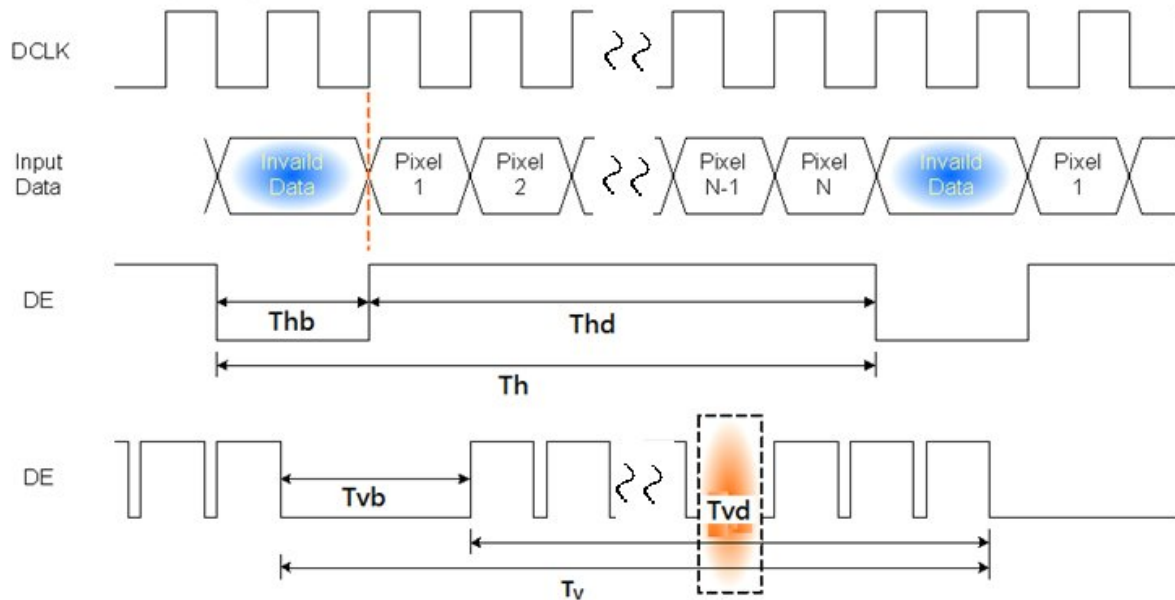 DCLK
Input
Data
Invaild
Data
Pixel
1
Pixel
2
Pixel
N-1
Pixel
N
Invaild
Data
Pixel
1
DE
Thb
Thd
Th
DE
Tvb
Tvd
Tv